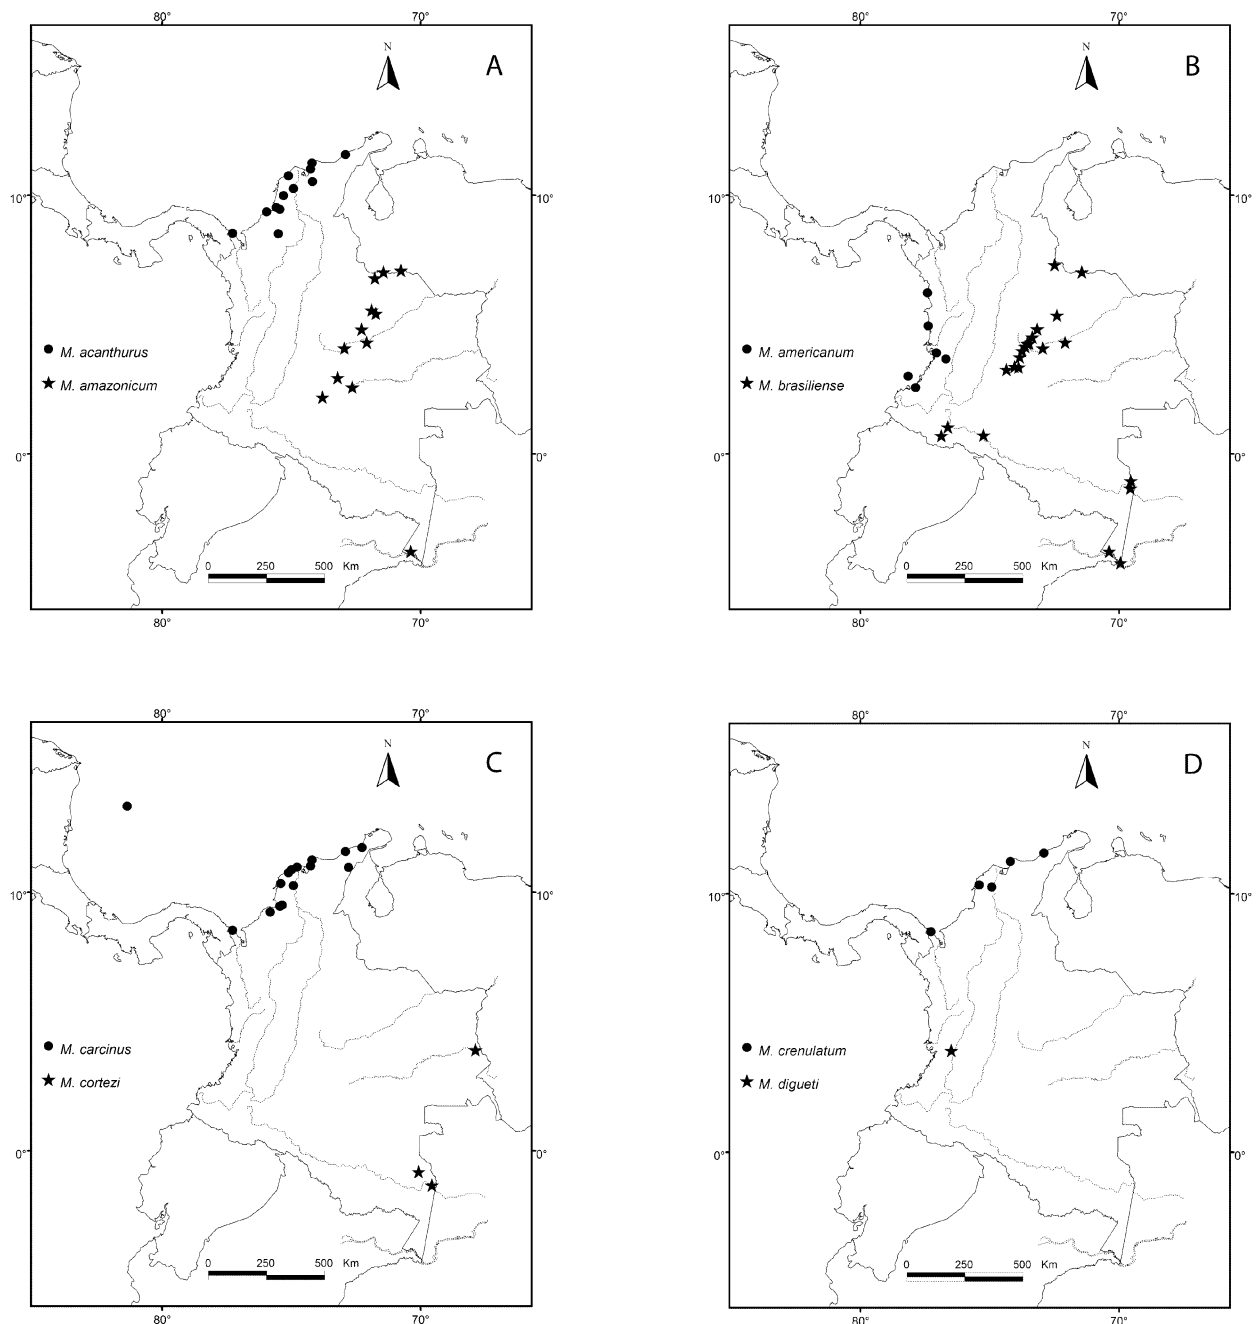 80° 70°
N
A
10° 10°
M. acanthurus
M. amazonicum
0° 0°
0 250 500 Km
80° 70°
80° 70°
N
B
10° 10°
M. americanum
M. brasiliense
0° 0°
0 250 500 Km
80° 70°
80° 70°
N
C
10° 10°
M. carcinus
M. cortezi
0° 0°
0 250 500 Km
80° 70°
80° 70°
N
D
10° 10°
M. crenulatum
M. digueti
0° 0°
0 250 500 Km
80° 70°